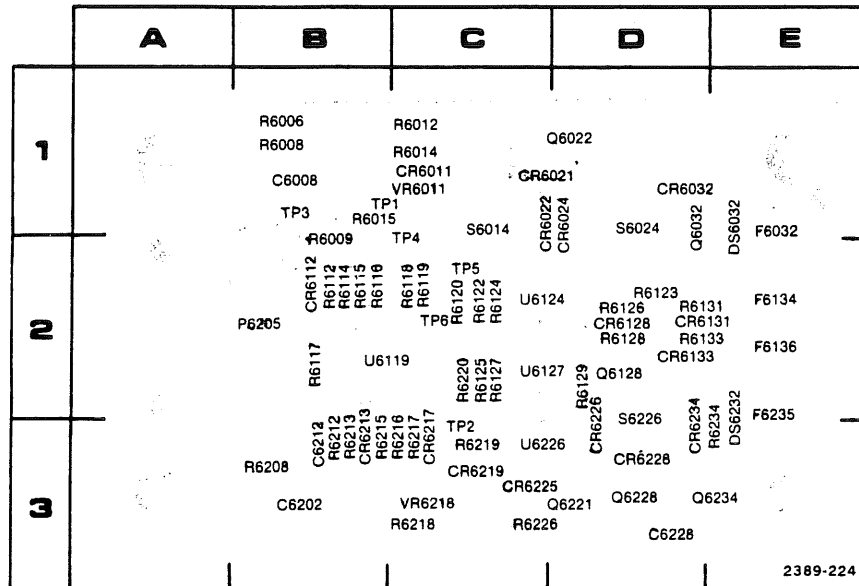 A B C D E
1
R6006 R6012 Q6022
R6008 R6014
CR6011 CR6021
C6008 VR6011 CR6032
TP1
TP3 R6015
S6014 CR6022 CR6024 S6024 Q6032 DS6032 F6032
R6009 TP4
2
CR6112 R6112 R6114 R6115 R6116 R6118 R6119 TP5
R6120 R6122 R6124 U6124 R6123 F6134
R6126 R6131
P6205 TP6 CR6128 CR6131
R6128 R6133
R6117 U6119 CR6133 F6136
R6220 R6125 R6127 U6127 R6129 Q6128
F6235
C6212 R6212 R6213 CR6213 R6215 R6216 R6217 CR6217 TP2 CR6226 S6226 CR6234 R6234 DS6232
R6219 U6226
3
R6208 CR6219 CR6228
CR6225
C6202 VR6218 Q6221 Q6228 Q6234
R6218 R6226
C6228
2389-224